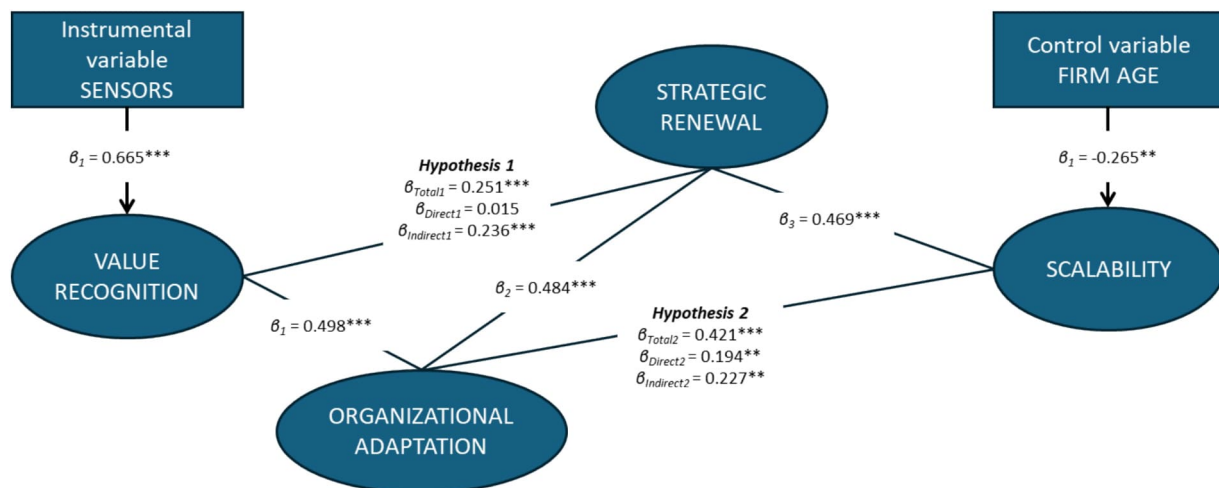 Instrumental
variable
SENSORS
Control variable
FIRM AGE
STRATEGIC
RENEWAL
β1 = 0.665***
β1 = -0.265**
Hypothesis 1
βTotal1 = 0.251***
βDirect1 = 0.015
βIndirect1 = 0.236***
β3 = 0.469***
VALUE
RECOGNITION
SCALABILITY
β2 = 0.484***
β1 = 0.498***
Hypothesis 2
βTotal2 = 0.421***
βDirect2 = 0.194**
βIndirect2 = 0.227**
ORGANIZATIONAL
ADAPTATION